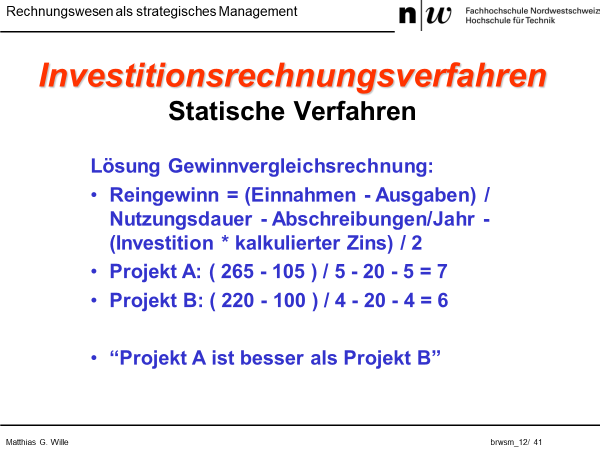 Rechnungswesen als strategisches Management
n|w
Fachhochschule Nordwestschweiz
Hochschule für Technik
Investitionsrechnungsverfahren
Statische Verfahren
Lösung Gewinnvergleichsrechnung:
• Reingewinn = (Einnahmen - Ausgaben) /
Nutzungsdauer - Abschreibungen/Jahr -
(Investition * kalkulierter Zins) / 2
• Projekt A: ( 265 - 105 ) / 5 - 20 - 5 = 7
• Projekt B: ( 220 - 100 ) / 4 - 20 - 4 = 6
• “Projekt A ist besser als Projekt B”
Matthias G. Wille
brwsm_12/ 41